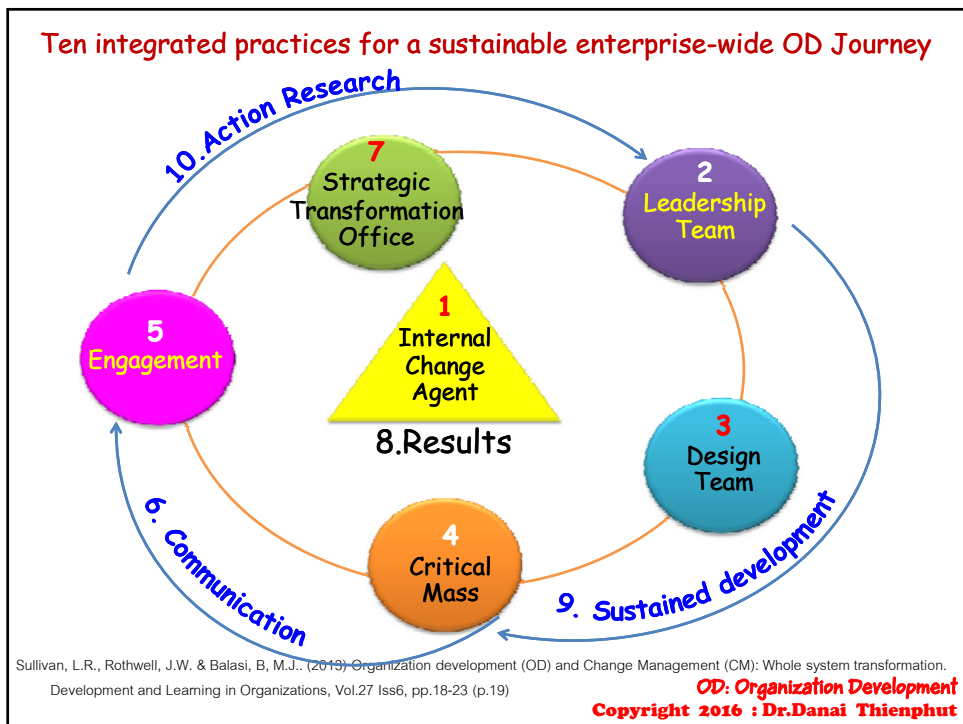 Ten integrated practices for a sustainable enterprise-wide OD Journey
10.Action Research
7
Strategic
Transformation
Office
2
Leadership
Team
1
Internal
Change
Agent
8.Results
5
Engagement
3
Design
Team
4
Critical
Mass
6. Communication
9. Sustained development
Sullivan, L.R., Rothwell, J.W. & Balasi, B, M.J.. (2013) Organization development (OD) and Change Management (CM): Whole system transformation.
Development and Learning in Organizations, Vol.27 Iss6, pp.18-23 (p.19)
OD: Organization Development
Copyright 2016 : Dr.Danai Thienphut